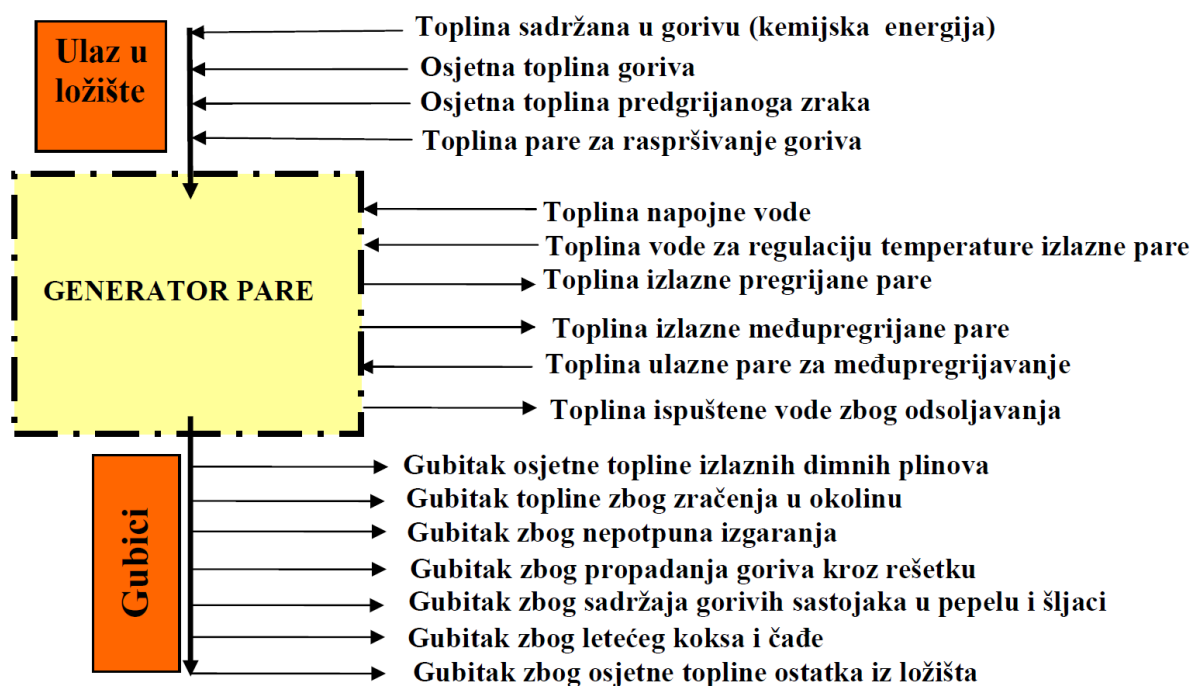 Ulaz u
ložište
Toplina sadržana u gorivu (kemijska energija)
Osjetna toplina goriva
Osjetna toplina predgrijanoga zraka
Toplina pare za raspršivanje goriva
GENERATOR PARE
Toplina napojne vode
Toplina vode za regulaciju temperature izlazne pare
Toplina izlazne pregrijane pare
Toplina izlazne međupregrijane pare
Toplina ulazne pare za međupregrijavanje
Toplina ispuštene vode zbog odsoljavanja
Gubici
Gubitak osjetne topline izlaznih dimnih plinova
Gubitak topline zbog zračenja u okolinu
Gubitak zbog nepotpuna izgaranja
Gubitak zbog propadanja goriva kroz rešetku
Gubitak zbog sadržaja gorivih sastojaka u pepelu i šljaci
Gubitak zbog letećeg koksa i čađe
Gubitak zbog osjetne topline ostatka iz ložišta